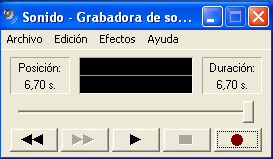 Sonido - Grabadora de so...
Archivo Edición Efectos Ayuda
Posición: Duración:
6,70 s. 6,70 s.